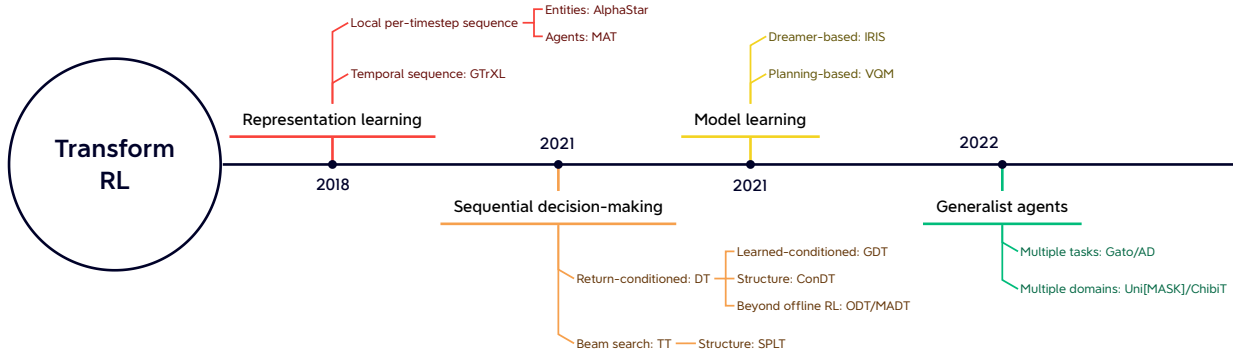 Transform
RL
Representation learning
2018
Local per-timestep sequence
Entities: AlphaStar
Agents: MAT
Temporal sequence: GTrXL
2021
Sequential decision-making
Return-conditioned: DT
Learned-conditioned: GDT
Structure: ConDT
Beyond offline RL: ODT/MADT
Beam search: TT
Structure: SPLT
Dreamer-based: IRIS
Planning-based: VQM
Model learning
2021
2022
Generalist agents
Multiple tasks: Gato/AD
Multiple domains: Uni[MASK]/ChibiT